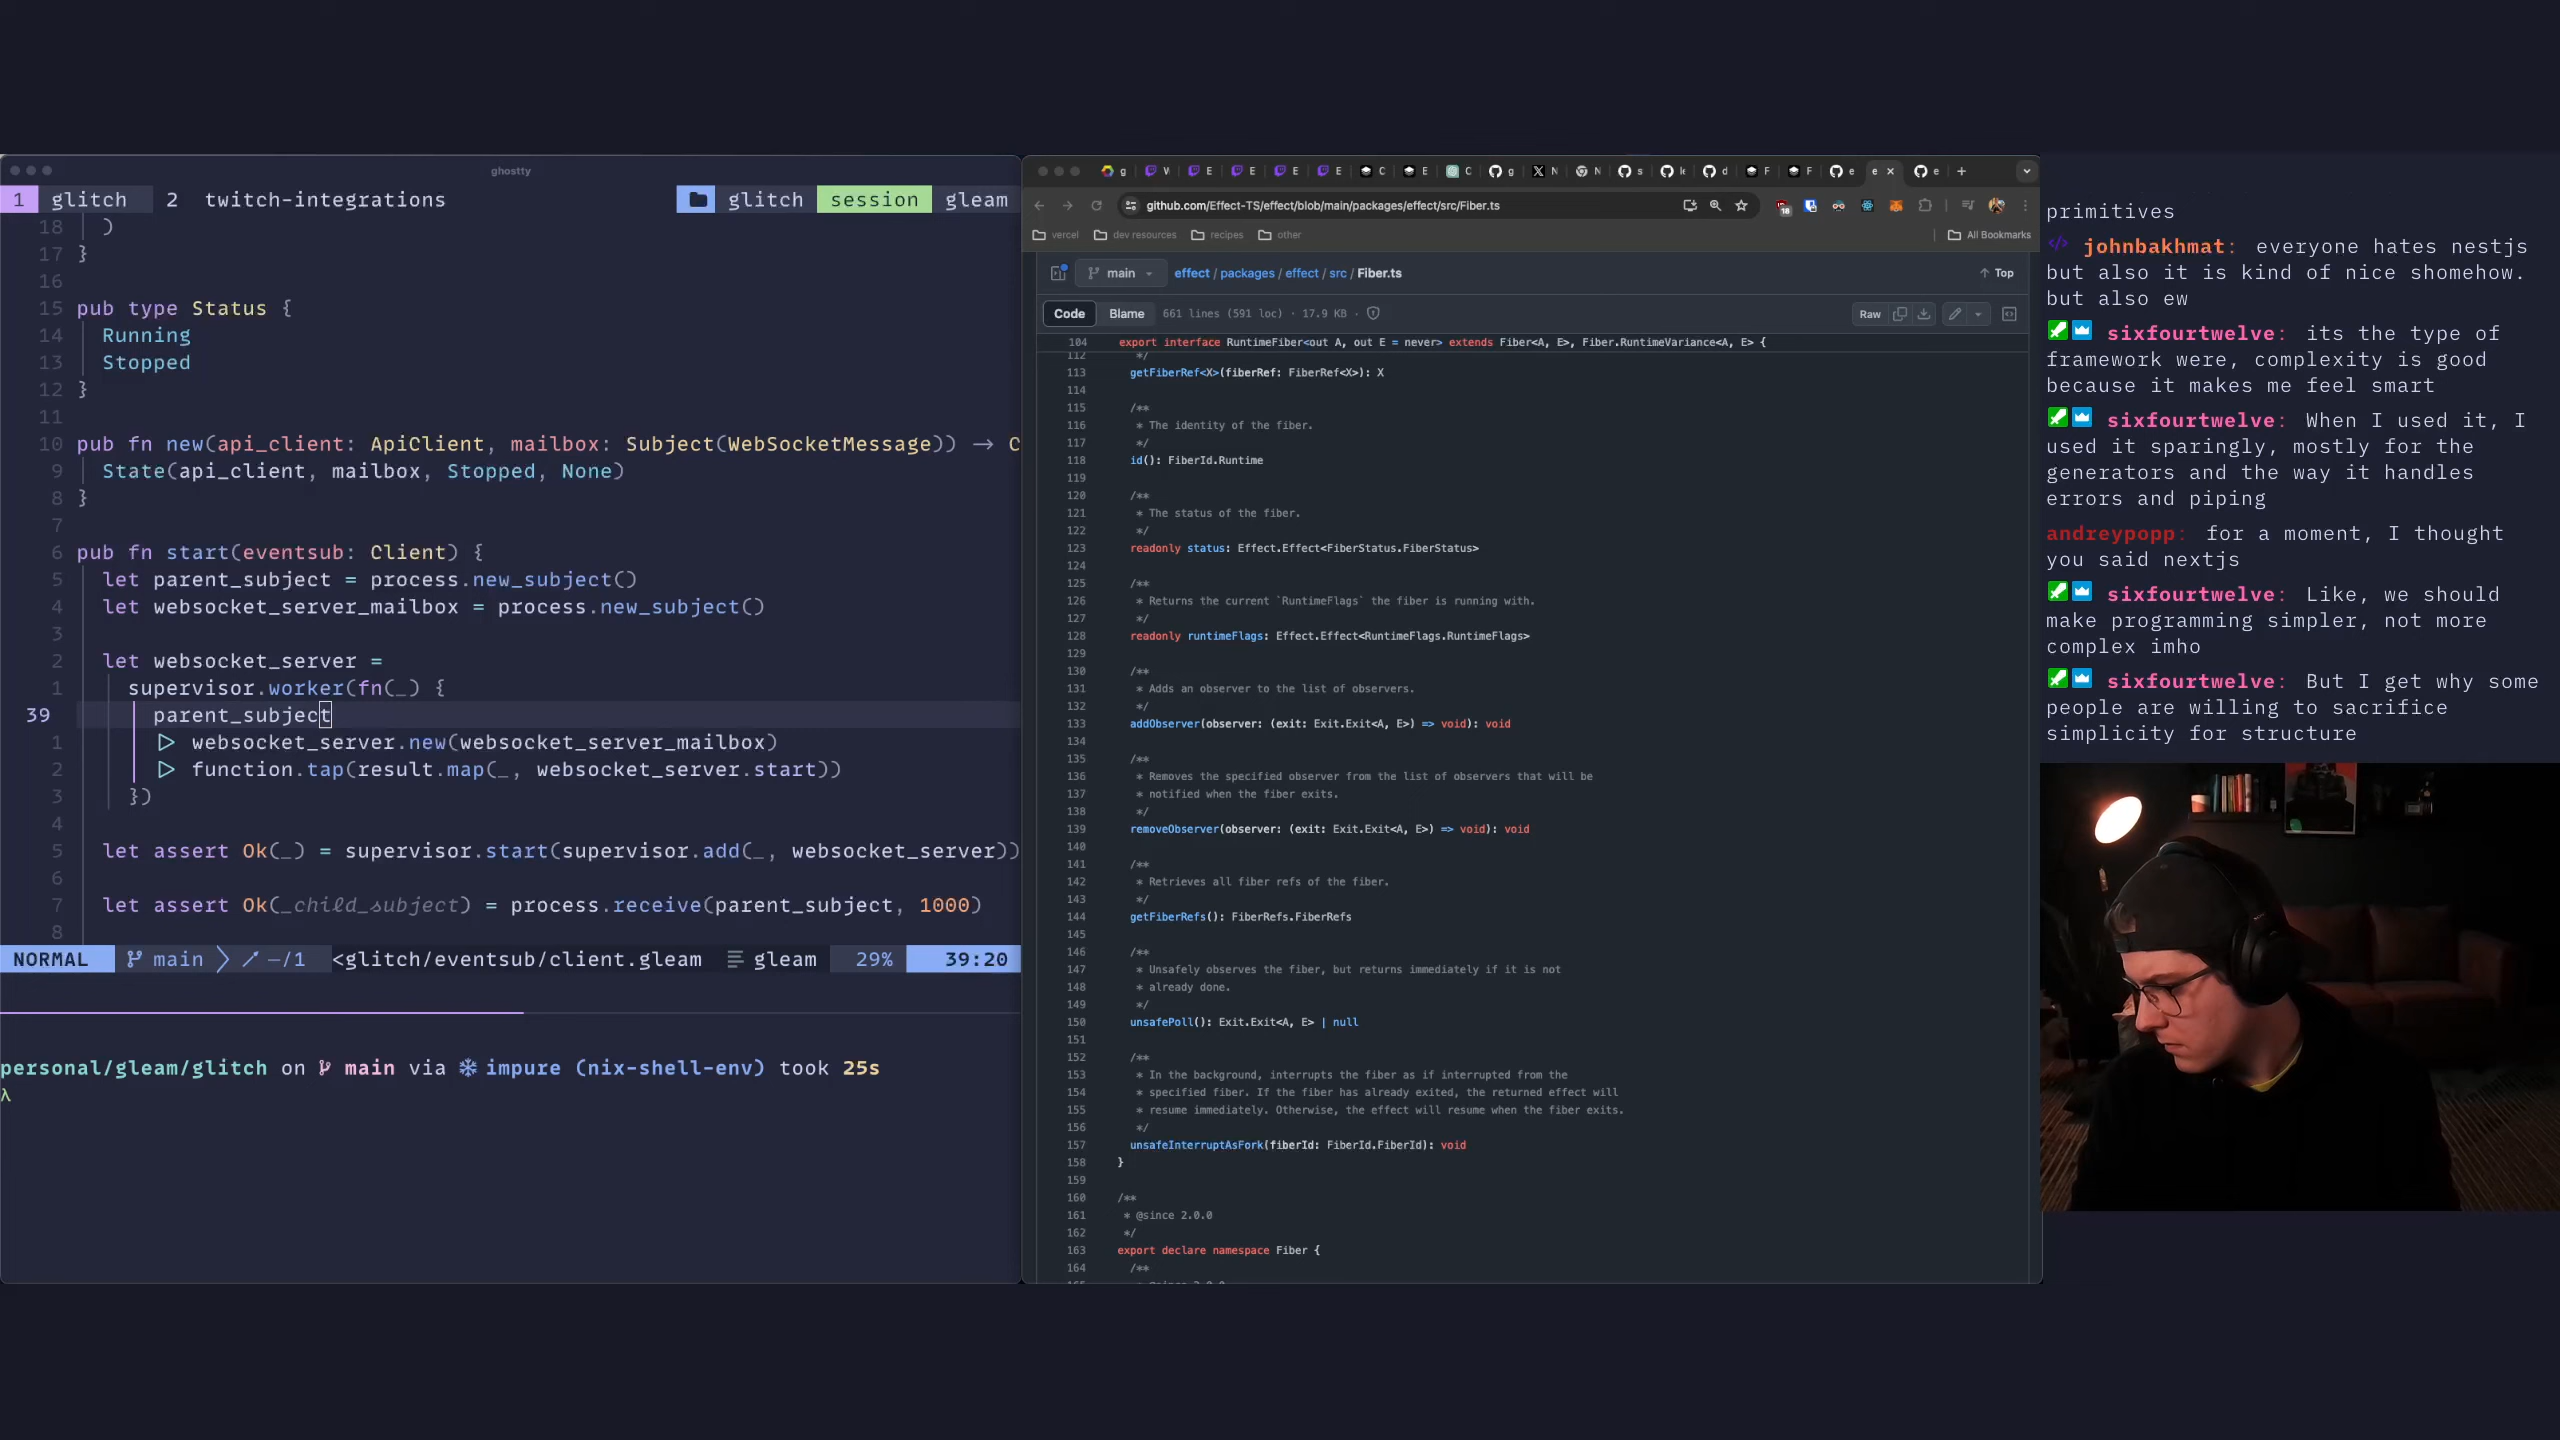 ghostty
1 glitch 2 twitch-integrations glitch session gleam
18 )
17 }
16
15 pub type Status {
14 Running
13 Stopped
12 }
11
10 pub fn new(api_client: ApiClient, mailbox: Subject(WebSocketMessage)) -> C
9 State(api_client, mailbox, Stopped, None)
8 }
7
6 pub fn start(eventsub: Client) {
5 let parent_subject = process.new_subject()
4 let websocket_server_mailbox = process.new_subject()
3
2 let websocket_server =
1 supervisor.worker(fn(_) {
39 parent_subject
1 |> websocket_server.new(websocket_server_mailbox)
2 |> function.tap(result.map(_, websocket_server.start))
3 })
4
5 let assert Ok(_) = supervisor.start(supervisor.add(_, websocket_server))
6
7 let assert Ok(_child_subject) = process.receive(parent_subject, 1000)
8
NORMAL main −/1 <glitch/eventsub/client.gleam gleam 29% 39:20
personal/gleam/glitch on main via impure (nix-shell-env) took 25s
λ
g E E E E C E C g N N s le d F F e e e
github.com/Effect-TS/effect/blob/main/packages/effect/src/Fiber.ts
18
vercel dev resources recipes other All Bookmarks
main effect / packages / effect / src / Fiber.ts Top
Code Blame 661 lines (591 loc) · 17.9 KB Raw
104 export interface RuntimeFiber<out A, out E = never> extends Fiber<A, E>, Fiber.RuntimeVariance<A, E> {
112 */
113 getFiberRef<X>(fiberRef: FiberRef<X>): X
114
115 /**
116 * The identity of the fiber.
117 */
118 id(): FiberId.Runtime
119
120 /**
121 * The status of the fiber.
122 */
123 readonly status: Effect.Effect<FiberStatus.FiberStatus>
124
125 /**
126 * Returns the current `RuntimeFlags` the fiber is running with.
127 */
128 readonly runtimeFlags: Effect.Effect<RuntimeFlags.RuntimeFlags>
129
130 /**
131 * Adds an observer to the list of observers.
132 */
133 addObserver(observer: (exit: Exit.Exit<A, E>) => void): void
134
135 /**
136 * Removes the specified observer from the list of observers that will be
137 * notified when the fiber exits.
138 */
139 removeObserver(observer: (exit: Exit.Exit<A, E>) => void): void
140
141 /**
142 * Retrieves all fiber refs of the fiber.
143 */
144 getFiberRefs(): FiberRefs.FiberRefs
145
146 /**
147 * Unsafely observes the fiber, but returns immediately if it is not
148 * already done.
149 */
150 unsafePoll(): Exit.Exit<A, E> | null
151
152 /**
153 * In the background, interrupts the fiber as if interrupted from the
154 * specified fiber. If the fiber has already exited, the returned effect will
155 * resume immediately. Otherwise, the effect will resume when the fiber exits.
156 */
157 unsafeInterruptAsFork(fiberId: FiberId.FiberId): void
158 }
159
160 /**
161 * @since 2.0.0
162 */
163 export declare namespace Fiber {
164 /**
primitives
johnbakhmat: everyone hates nestjs
but also it is kind of nice shomehow.
but also ew
sixfourtwelve: its the type of
framework were, complexity is good
because it makes me feel smart
sixfourtwelve: When I used it, I
used it sparingly, mostly for the
generators and the way it handles
errors and piping
andreypopp: for a moment, I thought
you said nextjs
sixfourtwelve: Like, we should
make programming simpler, not more
complex imho
sixfourtwelve: But I get why some
people are willing to sacrifice
simplicity for structure